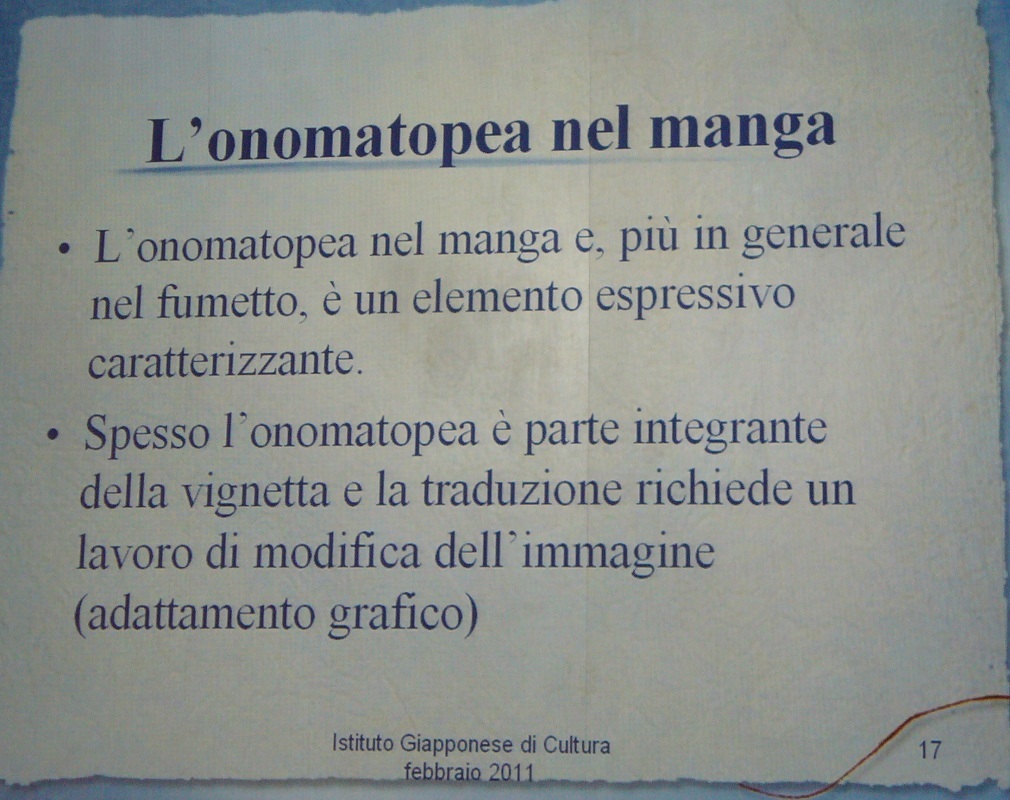 L'onomatopea nel manga
• L'onomatopea nel manga e, più in generale
nel fumetto, è un elemento espressivo
caratterizzante.
• Spesso l'onomatopea è parte integrante
della vignetta e la traduzione richiede un
lavoro di modifica dell'immagine
(adattamento grafico)
Istituto Giapponese di Cultura
febbraio 2011
17